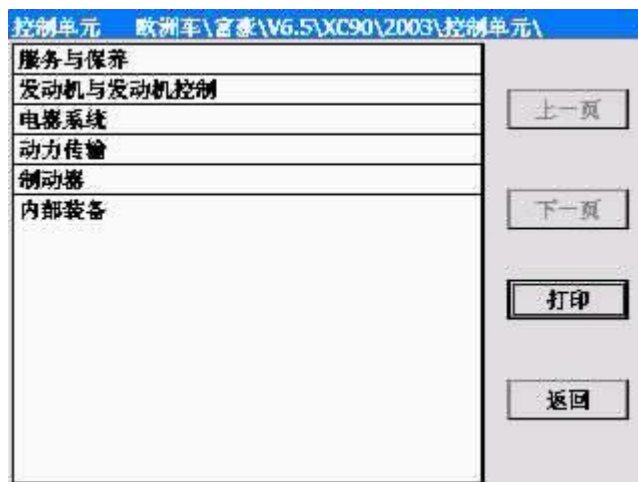 控制单元 欧洲车\富豪\V6.5\XC90\2003\控制单元\
服务与保养
发动机与发动机控制
电器系统
动力传输
制动器
内部装备
上一页
下一页
打印
返回